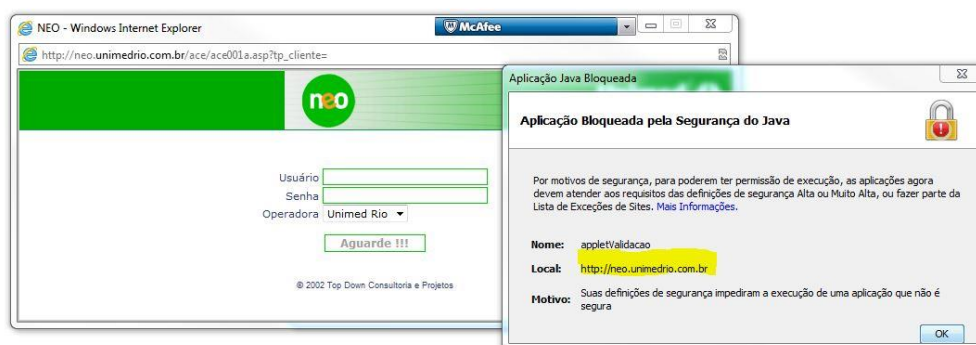 NEO - Windows Internet Explorer
McAfee
http://neo.unimedrio.com.br/ace/ace001a.asp?tp_cliente=
neo
Usuário
Senha
Operadora Unimed Rio
Aguarde !!!
© 2002 Top Down Consultoria e Projetos
Aplicação Java Bloqueada
Aplicação Bloqueada pela Segurança do Java
Por motivos de segurança, para poderem ter permissão de execução, as aplicações agora
devem atender aos requisitos das definições de segurança Alta ou Muito Alta, ou fazer parte da
Lista de Exceções de Sites. Mais Informações.
Nome: appletValidacao
Local: http://neo.unimedrio.com.br
Motivo: Suas definições de segurança impediram a execução de uma aplicação que não é
segura
OK